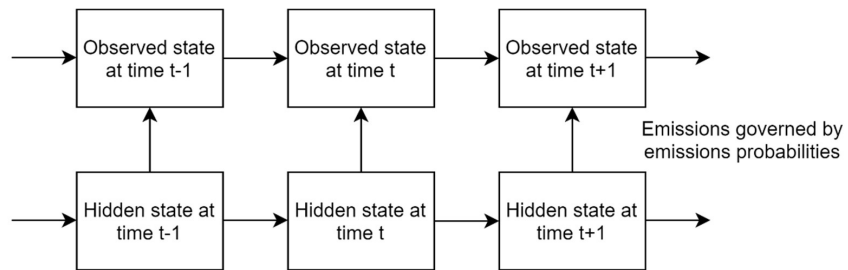 Observed state
at time t-1
Observed state
at time t
Observed state
at time t+1
Emissions governed by
emissions probabilities
Hidden state at
time t-1
Hidden state at
time t
Hidden state at
time t+1